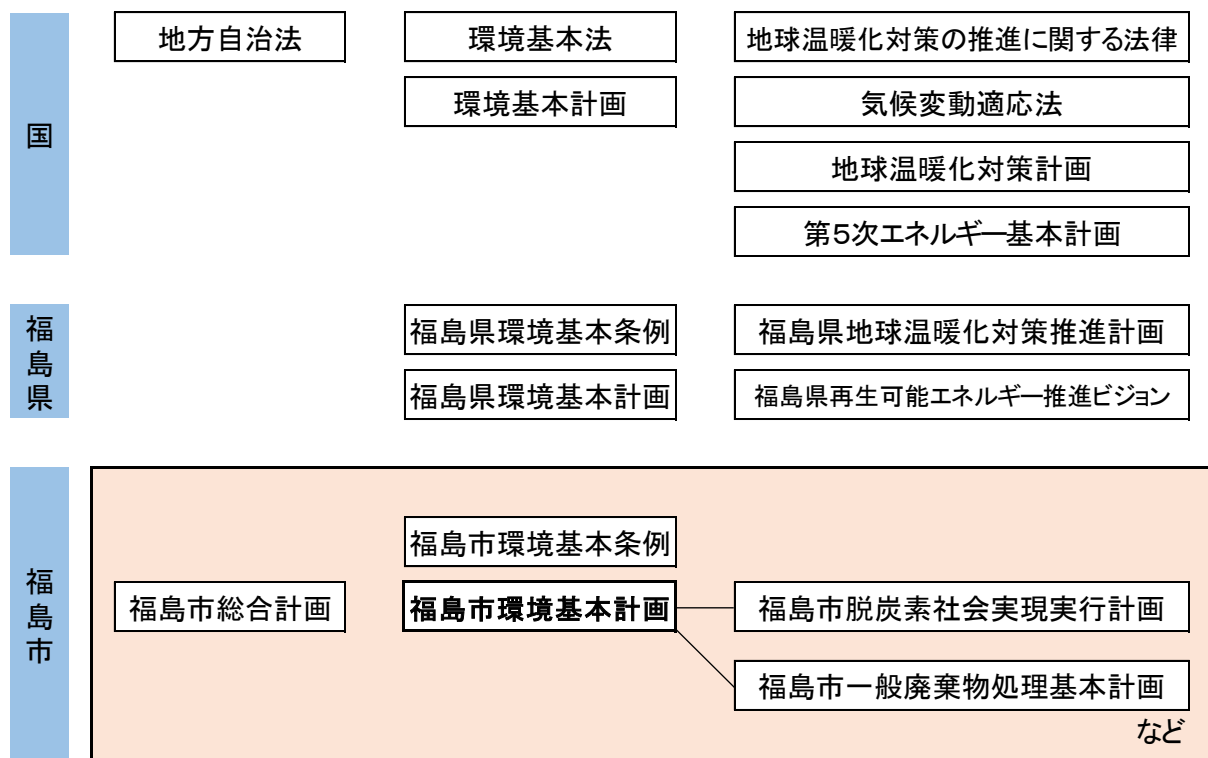 国
地方自治法
環境基本法
地球温暖化対策の推進に関する法律
環境基本計画
気候変動適応法
地球温暖化対策計画
第5次エネルギー基本計画
福島県
福島県環境基本条例
福島県地球温暖化対策推進計画
福島県環境基本計画
福島県再生可能エネルギー推進ビジョン
福島市
福島市環境基本条例
福島市総合計画
福島市環境基本計画
福島市脱炭素社会実現実行計画
福島市一般廃棄物処理基本計画
など